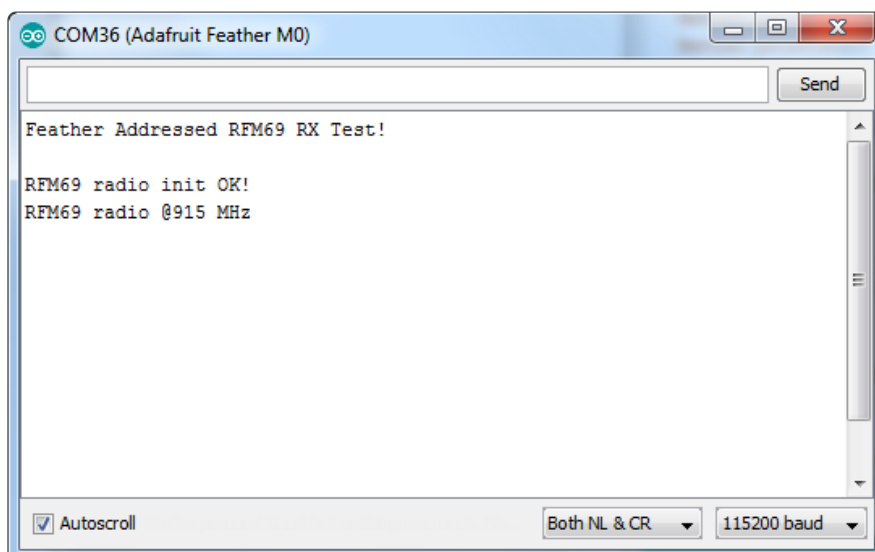 COM36 (Adafruit Feather M0)
Send
Feather Addressed RFM69 RX Test!
RFM69 radio init OK!
RFM69 radio @915 MHz
Autoscroll
Both NL & CR
115200 baud